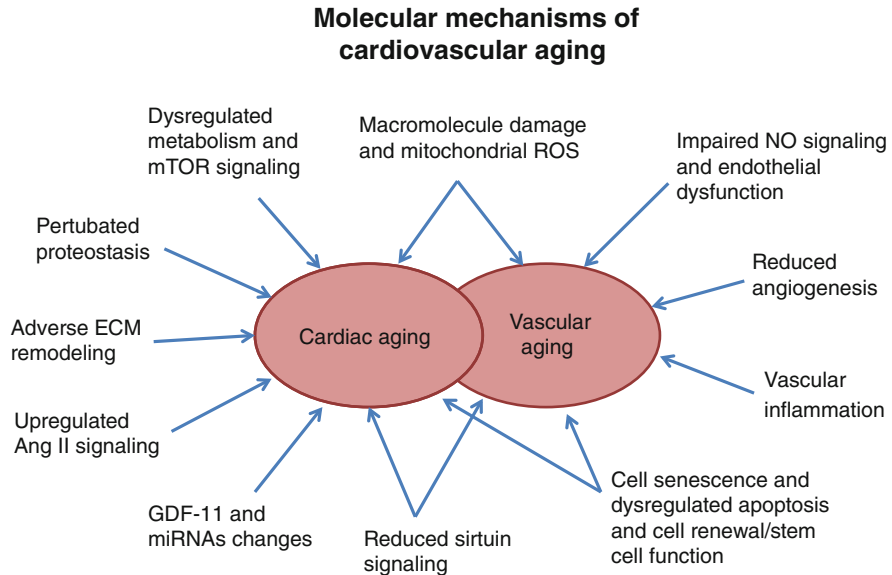 Molecular mechanisms of
cardiovascular aging
Dysregulated
metabolism and
mTOR signaling
Macromolecule damage
and mitochondrial ROS
Impaired NO signaling
and endothelial
dysfunction
Pertubated
proteostasis
Reduced
angiogenesis
Adverse ECM
remodeling
Cardiac aging
Vascular
aging
Vascular
inflammation
Upregulated
Ang II signaling
GDF-11 and
miRNAs changes
Reduced sirtuin
signaling
Cell senescence and
dysregulated apoptosis
and cell renewal/stem
cell function